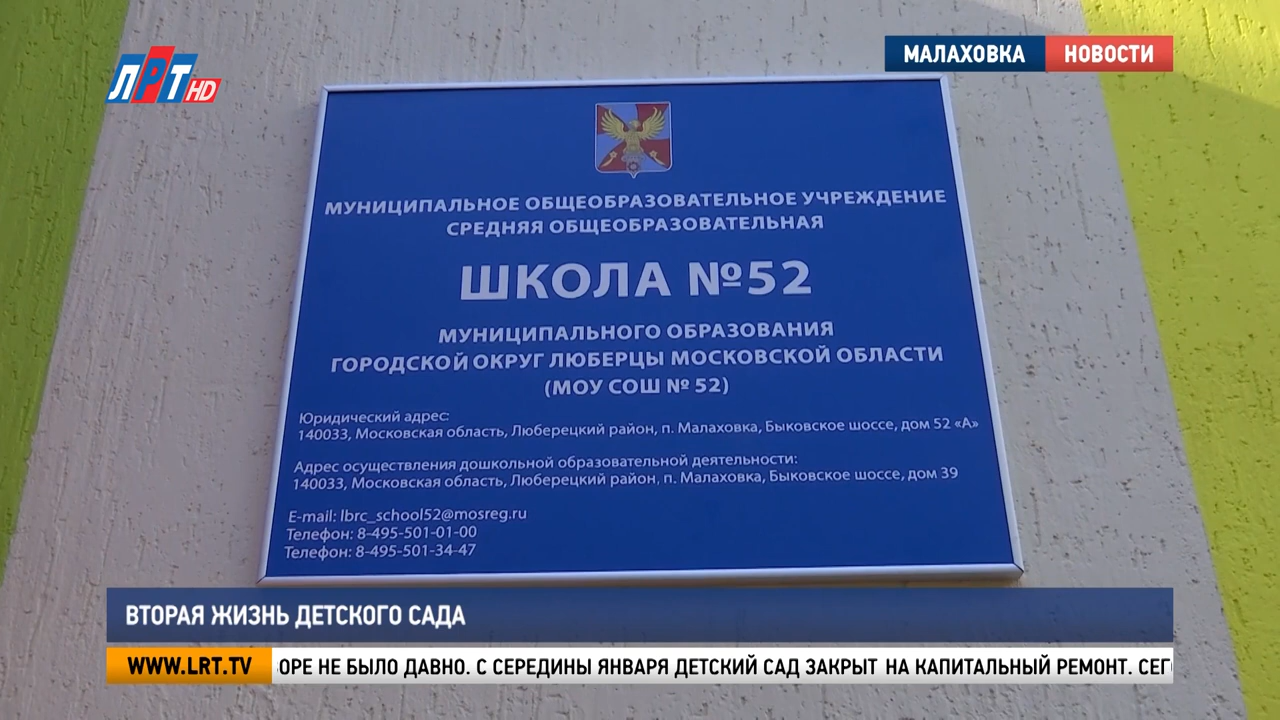 ЛРТ HD
МАЛАХОВКА НОВОСТИ
МУНИЦИПАЛЬНОЕ ОБЩЕОБРАЗОВАТЕЛЬНОЕ УЧРЕЖДЕНИЕ
СРЕДНЯЯ ОБЩЕОБРАЗОВАТЕЛЬНАЯ
ШКОЛА №52
МУНИЦИПАЛЬНОГО ОБРАЗОВАНИЯ
ГОРОДСКОЙ ОКРУГ ЛЮБЕРЦЫ МОСКОВСКОЙ ОБЛАСТИ
(МОУ СОШ № 52)
Юридический адрес:
140033, Московская область, Люберецкий район, п. Малаховка, Быковское шоссе, дом 52 «А»
Адрес осуществления дошкольной образовательной деятельности:
140033, Московская область, Люберецкий район, п. Малаховка, Быковское шоссе, дом 39
E-mail: lbrc_school52@mosreg.ru
Телефон: 8-495-501-01-00
Телефон: 8-495-501-34-47
ВТОРАЯ ЖИЗНЬ ДЕТСКОГО САДА
WWW.LRT.TV ВОРЕ НЕ БЫЛО ДАВНО. С СЕРЕДИНЫ ЯНВАРЯ ДЕТСКИЙ САД ЗАКРЫТ НА КАПИТАЛЬНЫЙ РЕМОНТ.